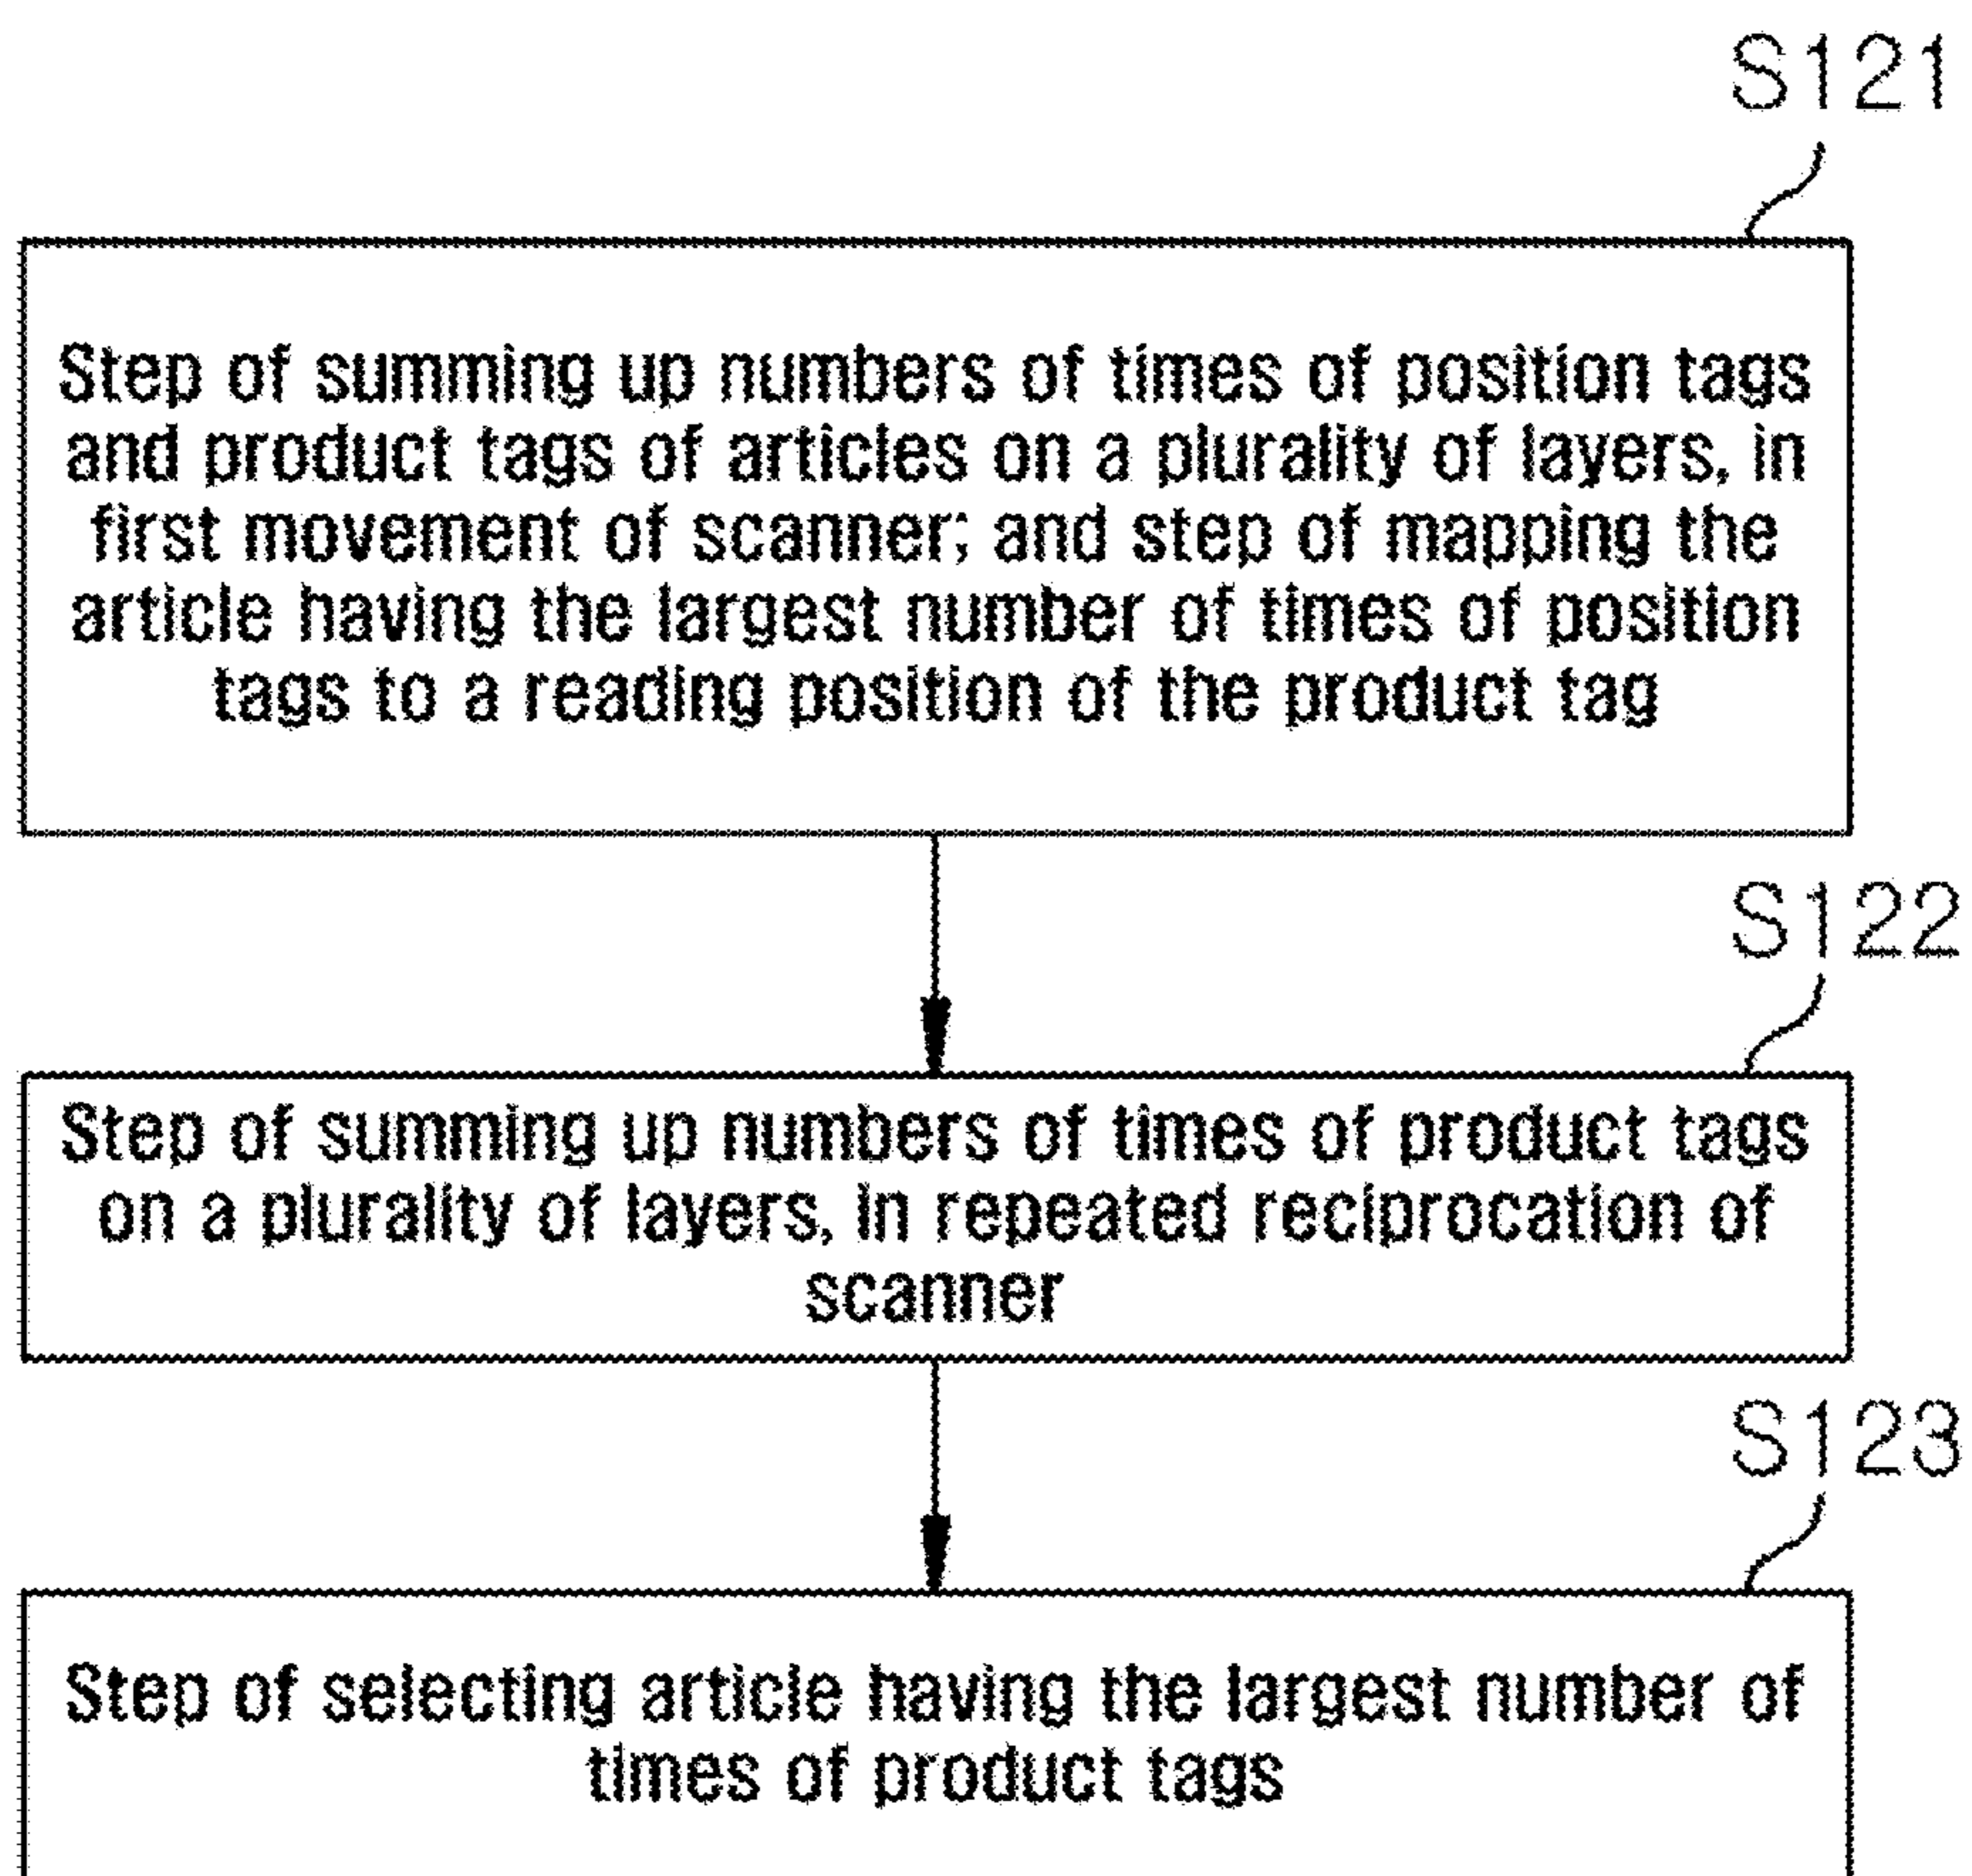 S121
Step of summing up numbers of times of position tags
and product tags of articles on a plurality of layers, in
first movement of scanner; and step of mapping the
article having the largest number of times of position
tags to a reading position of the product tag
S122
Step of summing up numbers of times of product tags
on a plurality of layers, in repeated reciprocation of
scanner
S123
Step of selecting article having the largest number of
times of product tags